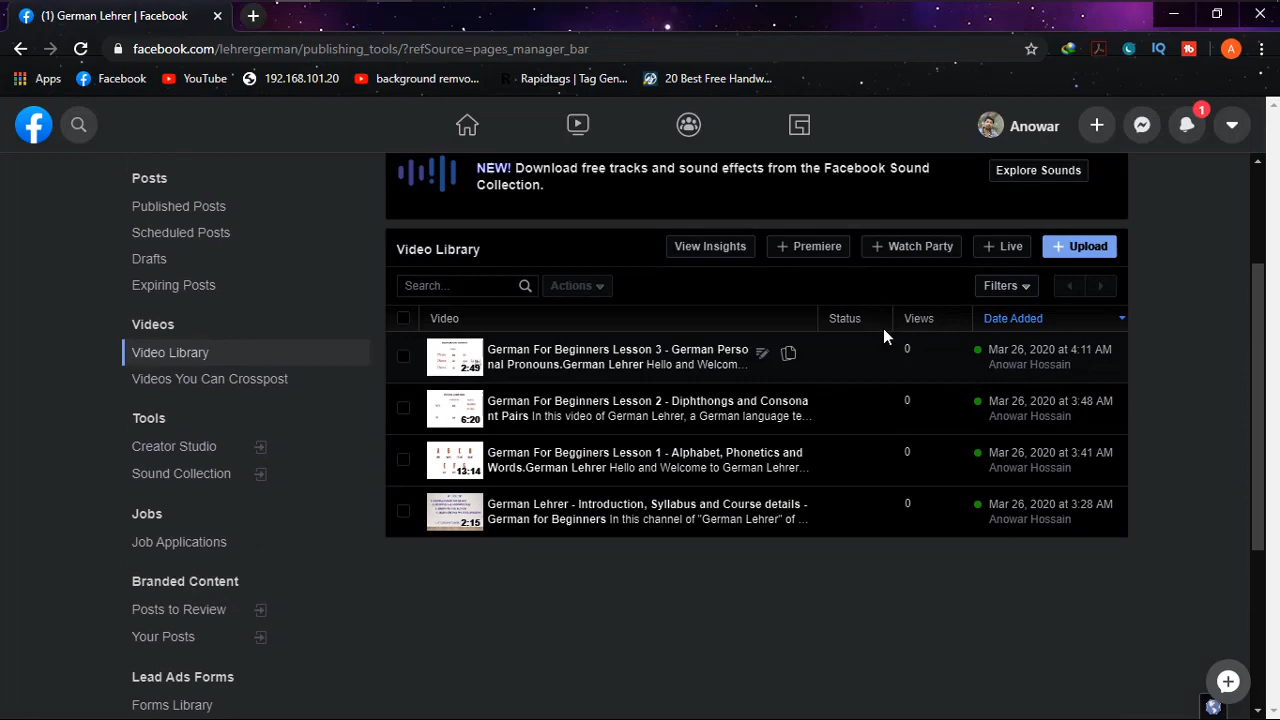 (1) German Lehrer | Facebook
facebook.com/lehrergerman/publishing_tools/?refSource=pages_manager_bar
Apps Facebook YouTube 192.168.101.20 background remvo... Rapidtags | Tag Gen... 20 Best Free Handw...
Anowar 1
Posts
Published Posts
Scheduled Posts
Drafts
Expiring Posts
Videos
Video Library
Videos You Can Crosspost
Tools
Creator Studio
Sound Collection
Jobs
Job Applications
Branded Content
Posts to Review
Your Posts
Lead Ads Forms
Forms Library
NEW! Download free tracks and sound effects from the Facebook Sound
Collection.
Explore Sounds
Video Library View Insights + Premiere + Watch Party + Live + Upload
Search... Actions Filters
Video Status Views Date Added
German For Beginners Lesson 3 - German Perso
nal Pronouns.German Lehrer Hello and Welcom...
2:49
0
Mar 26, 2020 at 4:11 AM
Anowar Hossain
German For Beginners Lesson 2 - Diphthongs and Consona
nt Pairs In this video of German Lehrer, a German language te...
6:20
0
Mar 26, 2020 at 3:48 AM
Anowar Hossain
German For Begginers Lesson 1 - Alphabet, Phonetics and
Words.German Lehrer Hello and Welcome to German Lehrer...
13:14
0
Mar 26, 2020 at 3:41 AM
Anowar Hossain
German Lehrer - Introduction, Syllabus and Course details -
German for Beginners In this channel of "German Lehrer" of ...
2:15
0
Mar 26, 2020 at 3:28 AM
Anowar Hossain